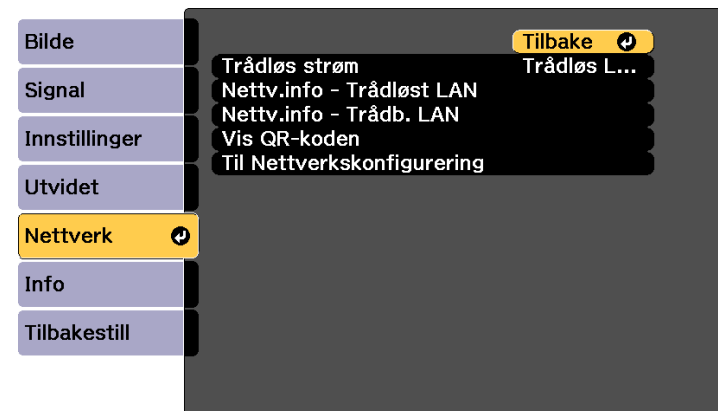 Bilde
Signal
Innstillinger
Utvidet
Nettverk
Info
Tilbakestill
Tilbake
Trådløs strøm Trådløs L...
Nettv.info - Trådløst LAN
Nettv.info - Trådb. LAN
Vis QR-koden
Til Nettverkskonfigurering